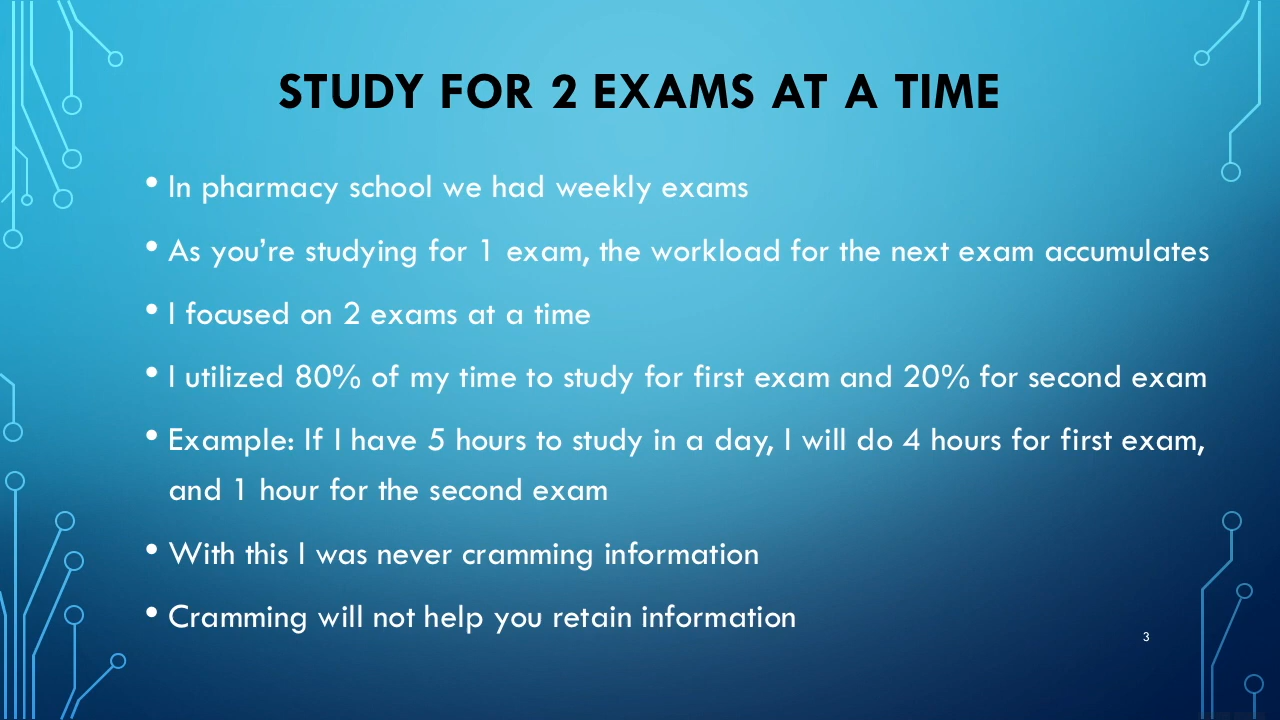 STUDY FOR 2 EXAMS AT A TIME
• In pharmacy school we had weekly exams
• As you’re studying for 1 exam, the workload for the next exam accumulates
• I focused on 2 exams at a time
• I utilized 80% of my time to study for first exam and 20% for second exam
• Example: If I have 5 hours to study in a day, I will do 4 hours for first exam,
and 1 hour for the second exam
• With this I was never cramming information
• Cramming will not help you retain information
3